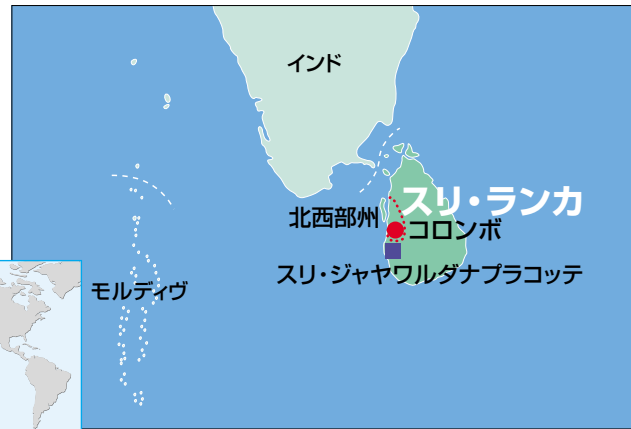 インド
スリ・ランカ
北西部州
コロンボ
スリ・ジャヤワルダナプラコッテ
モルディヴ